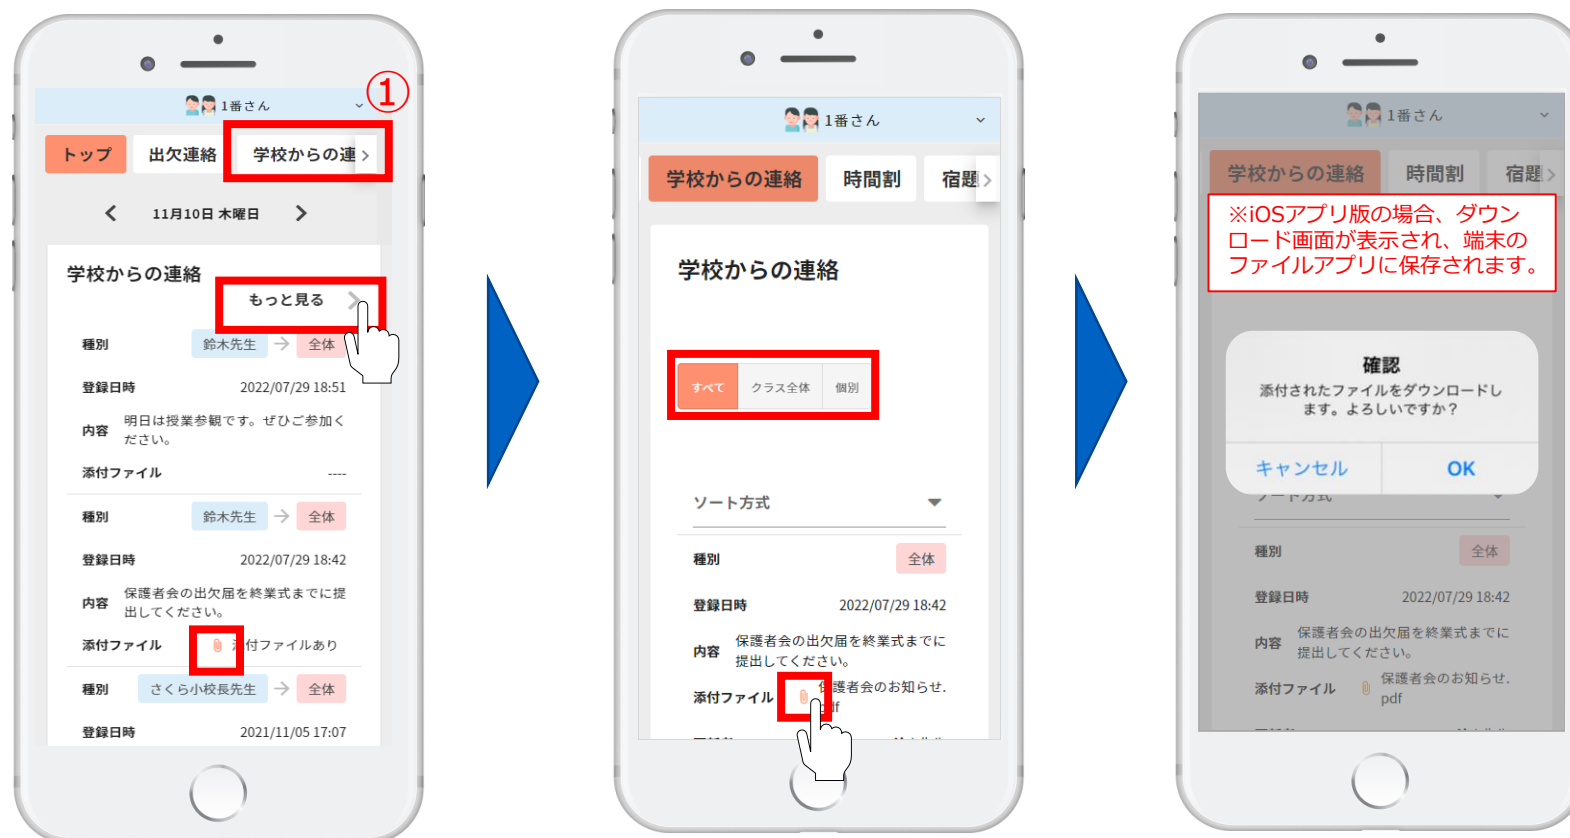 1番さん
①
トップ 出欠連絡 学校からの連
11月10日 木曜日
学校からの連絡
もっと見る
種別 鈴木先生 → 全体
登録日時 2022/07/29 18:51
内容 明日は授業参観です。ぜひご参加く
ださい。
添付ファイル ----
種別 鈴木先生 → 全体
登録日時 2022/07/29 18:42
内容 保護者会の出欠届を終業式までに提
出してください。
添付ファイル 添付ファイルあり
種別 さくら小校長先生 → 全体
登録日時 2021/11/05 17:07
1番さん
学校からの連絡 時間割 宿題
学校からの連絡
すべて クラス全体 個別
ソート方式
種別 全体
登録日時 2022/07/29 18:42
内容 保護者会の出欠届を終業式までに
提出してください。
添付ファイル 保護者会のお知らせ.
pdf
1番さん
学校からの連絡 時間割 宿題
※iOSアプリ版の場合、ダウン
ロード画面が表示され、端末の
ファイルアプリに保存されます。
確認
添付されたファイルをダウンロードし
ます。よろしいですか？
キャンセル OK
ソート方式
種別 全体
登録日時 2022/07/29 18:42
内容 保護者会の出欠届を終業式までに
提出してください。
添付ファイル 保護者会のお知らせ.
pdf